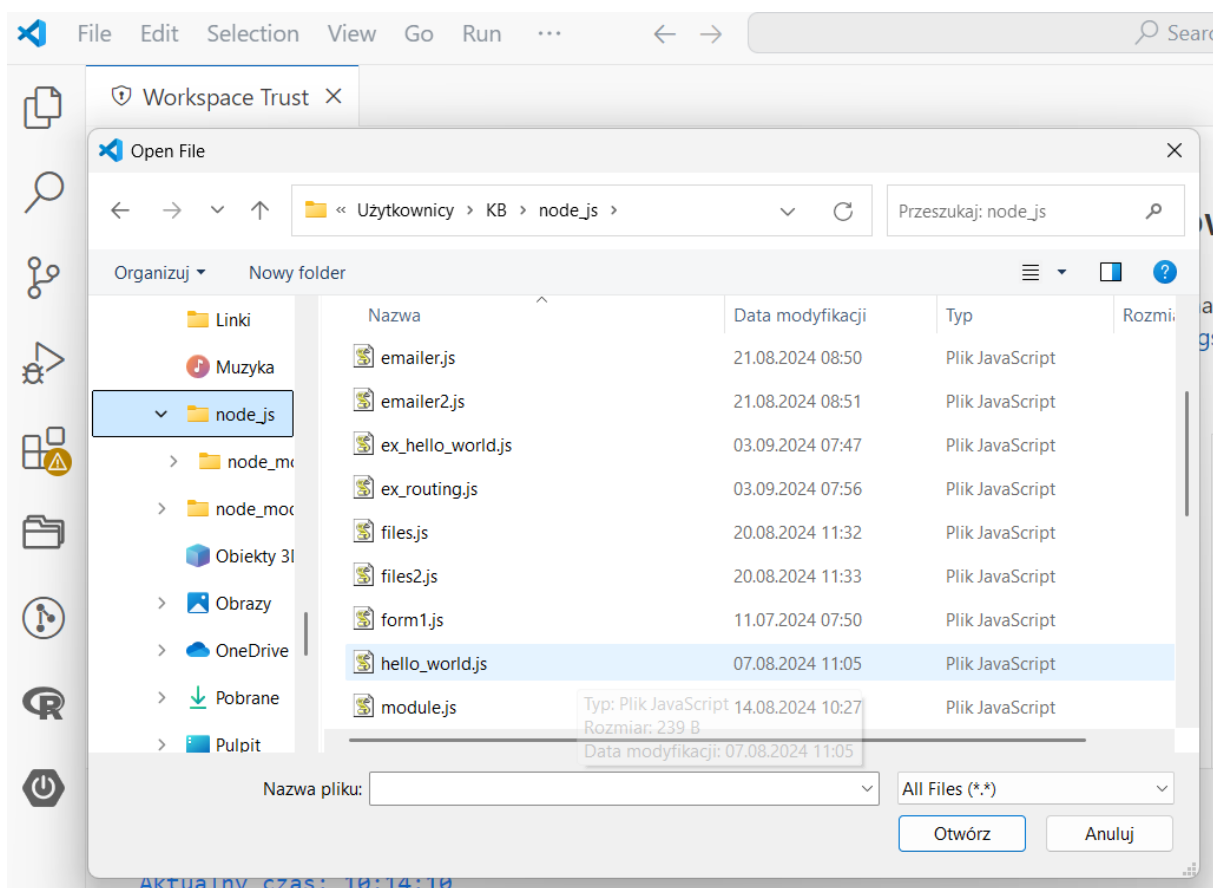 File Edit Selection View Go Run ...
Workspace Trust
Open File
« Użytkownicy > KB > node_js >
Przeszukaj: node_js
Organizuj Nowy folder
Nazwa Data modyfikacji Typ
Linki
Muzyka
node_js
Obiekty
Obrazy
OneDrive
Pobrane
Pulpit
emailer.js 21.08.2024 08:50 Plik JavaScript
emailer2.js 21.08.2024 08:51 Plik JavaScript
ex_hello_world.js 03.09.2024 07:47 Plik JavaScript
ex_routing.js 03.09.2024 07:56 Plik JavaScript
files.js 20.08.2024 11:32 Plik JavaScript
files2.js 20.08.2024 11:33 Plik JavaScript
form1.js 11.07.2024 07:50 Plik JavaScript
hello_world.js 07.08.2024 11:05 Plik JavaScript
module.js 14.08.2024 10:27 Plik JavaScript
Typ: Plik JavaScript
Rozmiar: 239 B
Data modyfikacji: 07.08.2024 11:05
Nazwa pliku:
All Files (*.*)
Otwórz Anuluj
Aktualny czas: 10:14:10